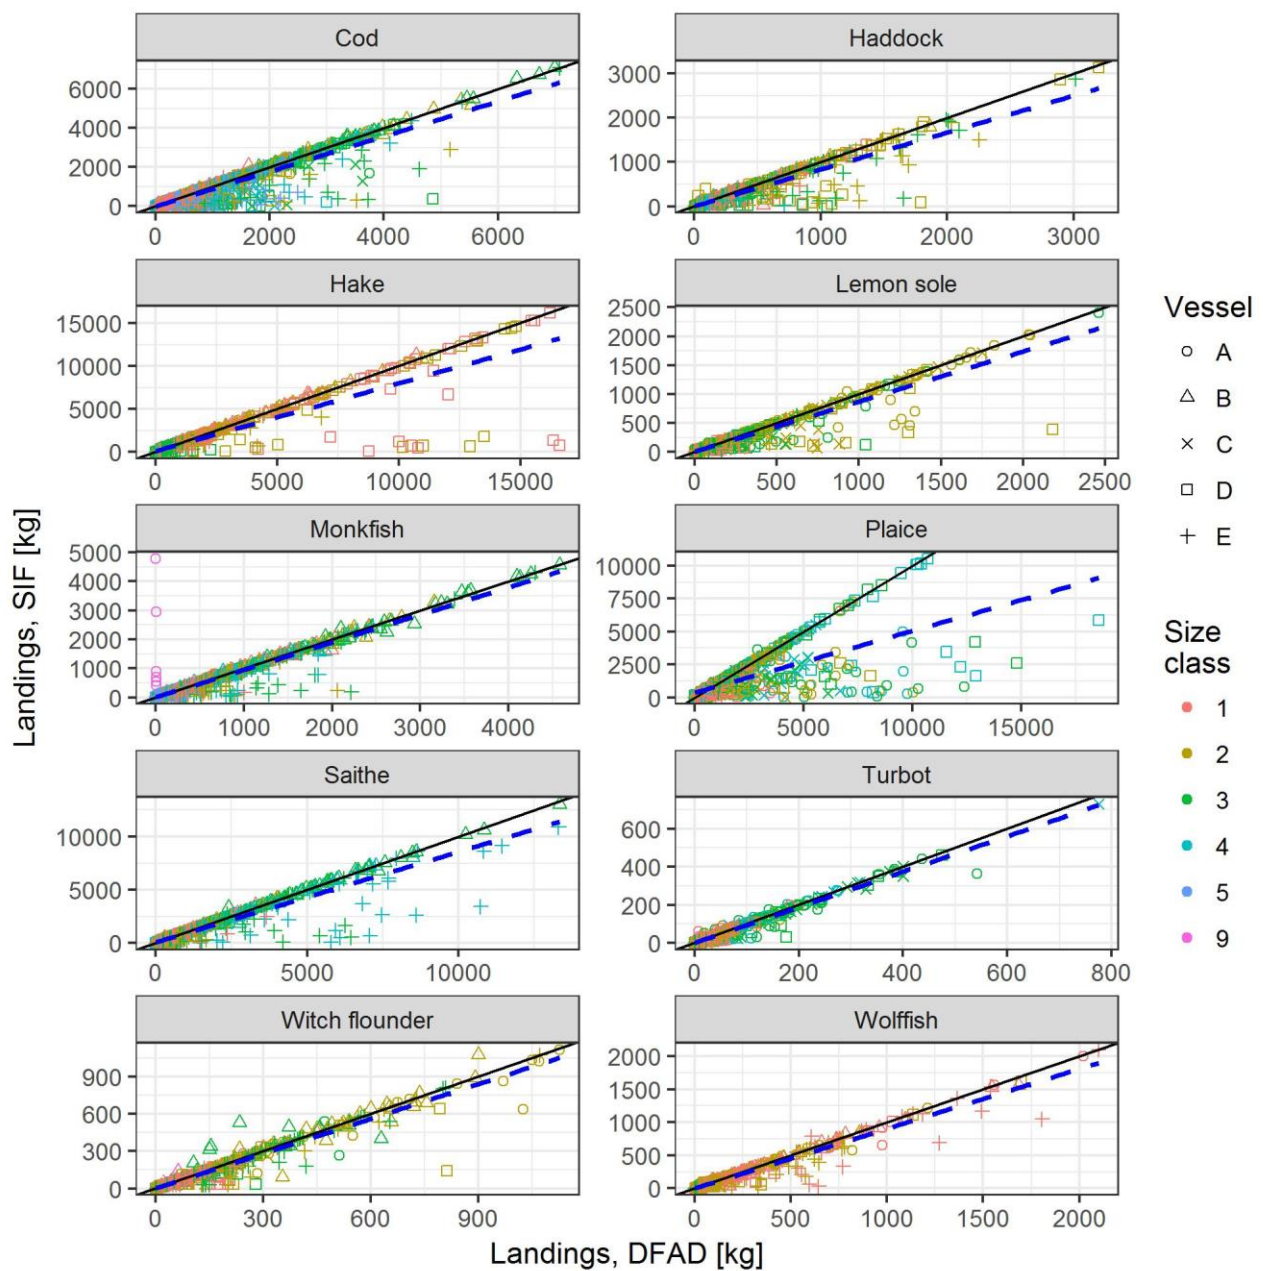 Cod
Haddock
6000
4000
2000
0
0 2000 4000 6000
3000
2000
1000
0
0 1000 2000 3000
Hake
Lemon sole
15000
10000
5000
0
0 5000 10000 15000
2500
2000
1500
1000
500
0
0 500 1000 1500 2000 2500
Monkfish
Plaice
5000
4000
3000
2000
1000
0
0 1000 2000 3000 4000
10000
7500
5000
2500
0
0 5000 10000 15000
Saithe
Turbot
10000
5000
0
0 5000 10000
600
400
200
0
0 200 400 600 800
Witch flounder
Wolffish
900
600
300
0
0 300 600 900
2000
1500
1000
500
0
0 500 1000 1500 2000
Landings, SIF [kg]
Landings, DFAD [kg]
Vessel
A
B
C
D
E
Size
class
1
2
3
4
5
9